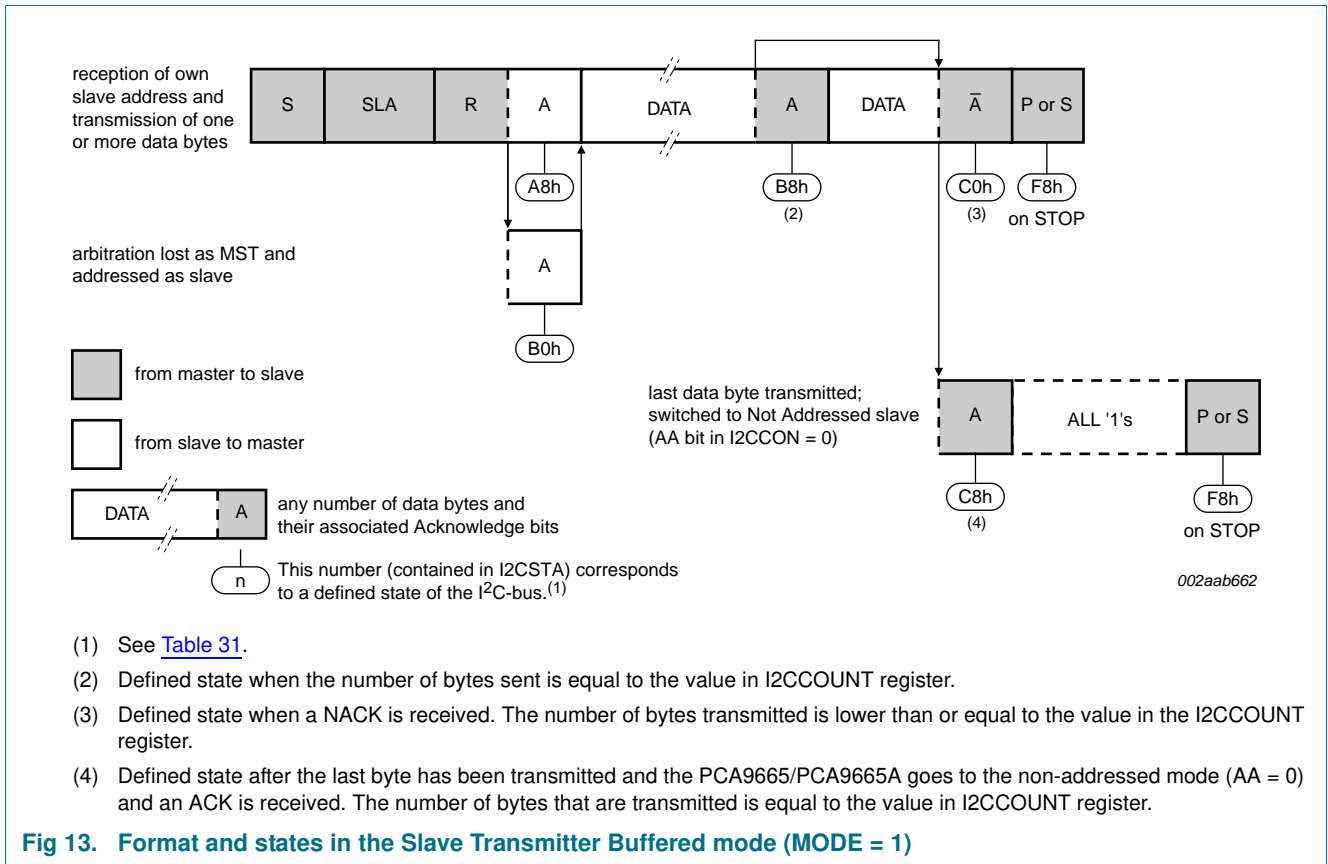 reception of own
slave address and
transmission of one
or more data bytes
S
SLA
R
A
DATA
A
DATA
A̅
P or S
A8h
B8h
(2)
C0h
(3)
F8h
on STOP
arbitration lost as MST and
addressed as slave
A
B0h
from master to slave
from slave to master
last data byte transmitted;
switched to Not Addressed slave
(AA bit in I2CCON = 0)
A
ALL '1's
P or S
C8h
(4)
F8h
on STOP
DATA
A
any number of data bytes and
their associated Acknowledge bits
n
This number (contained in I2CSTA) corresponds
to a defined state of the I²C-bus.(1)
002aab662
(1) See Table 31.
(2) Defined state when the number of bytes sent is equal to the value in I2CCOUNT register.
(3) Defined state when a NACK is received. The number of bytes transmitted is lower than or equal to the value in the I2CCOUNT
register.
(4) Defined state after the last byte has been transmitted and the PCA9665/PCA9665A goes to the non-addressed mode (AA = 0)
and an ACK is received. The number of bytes that are transmitted is equal to the value in I2CCOUNT register.
Fig 13. Format and states in the Slave Transmitter Buffered mode (MODE = 1)